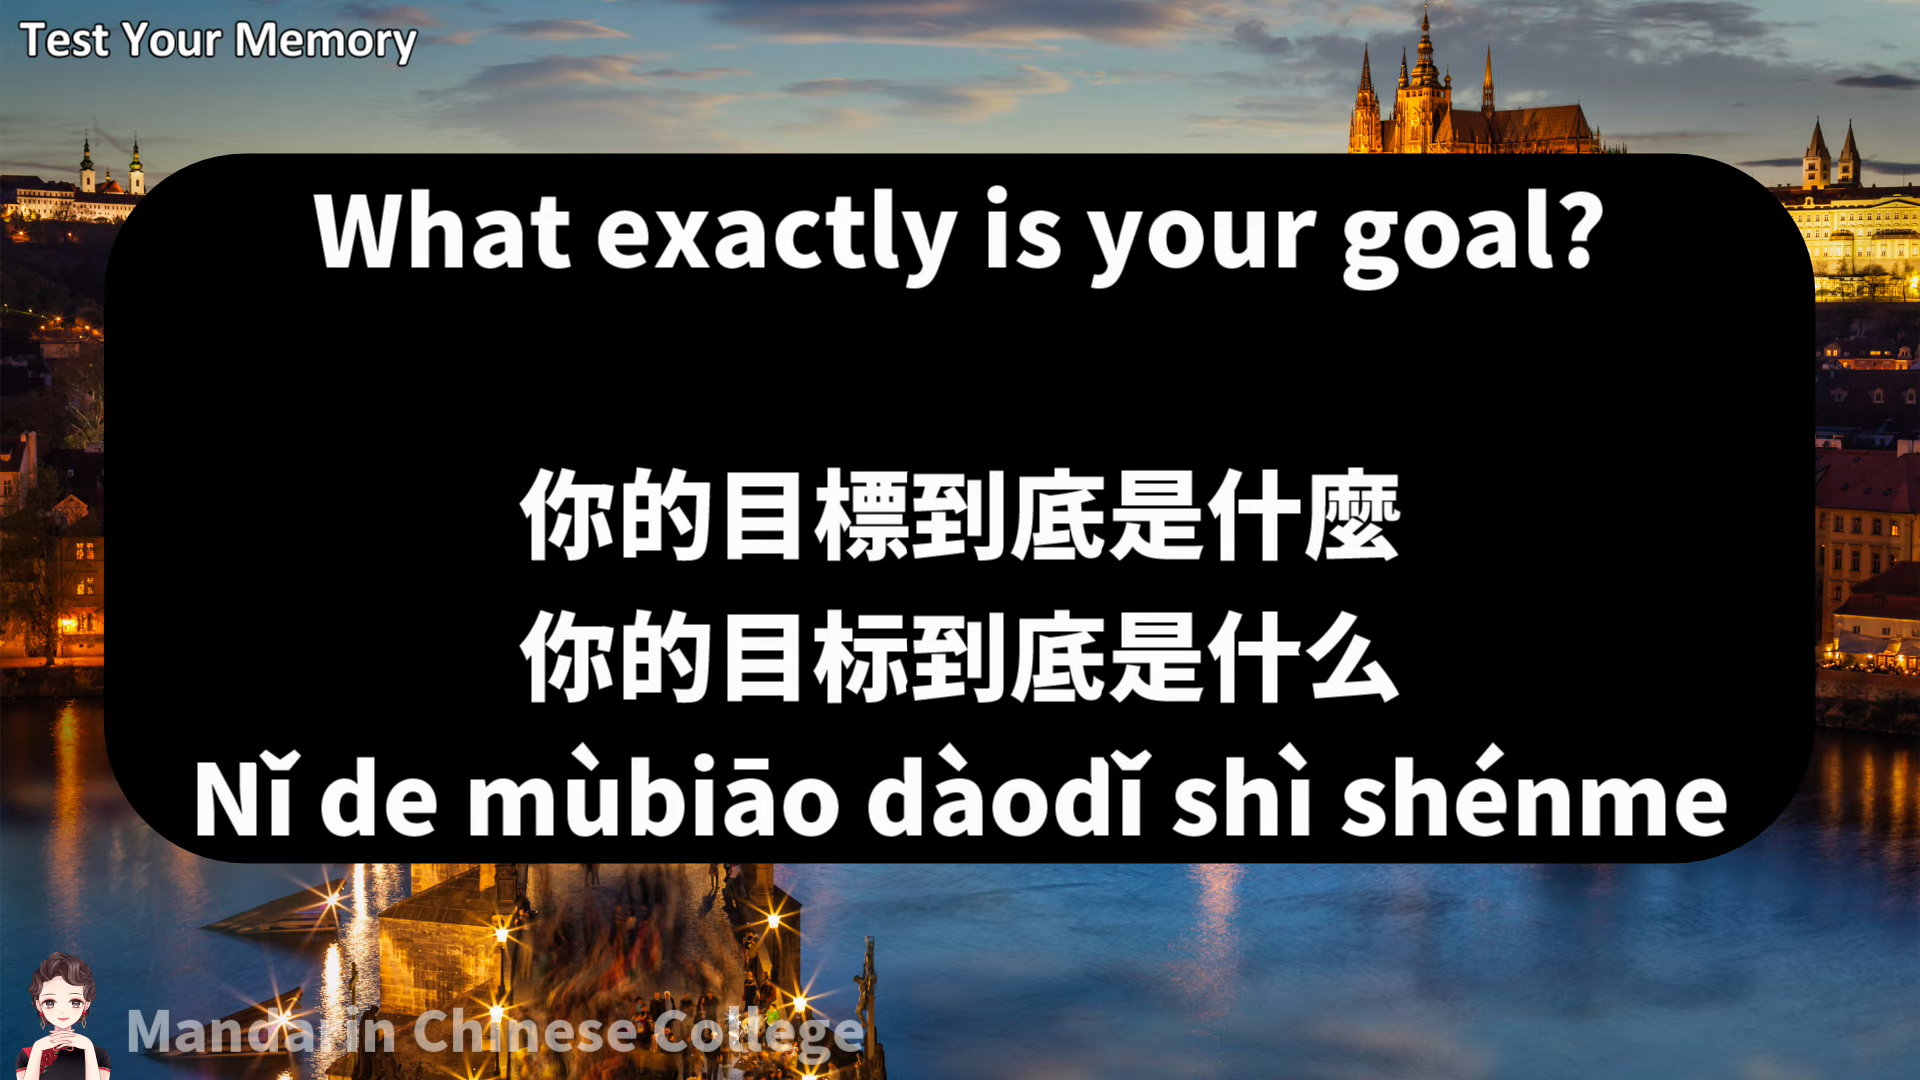 Test Your Memory
What exactly is your goal?
你的目標到底是什麼
你的目标到底是什么
Nǐ de mùbiāo dàodǐ shì shénme
Mandarin Chinese College